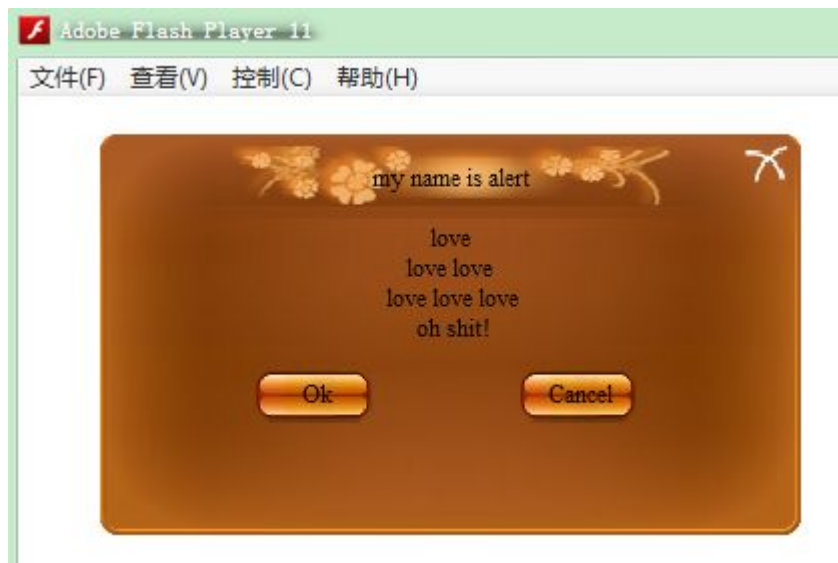 Adobe Flash Player 11
文件(F) 查看(V) 控制(C) 帮助(H)
my name is alert
love
love love
love love love
oh shit!
Ok Cancel